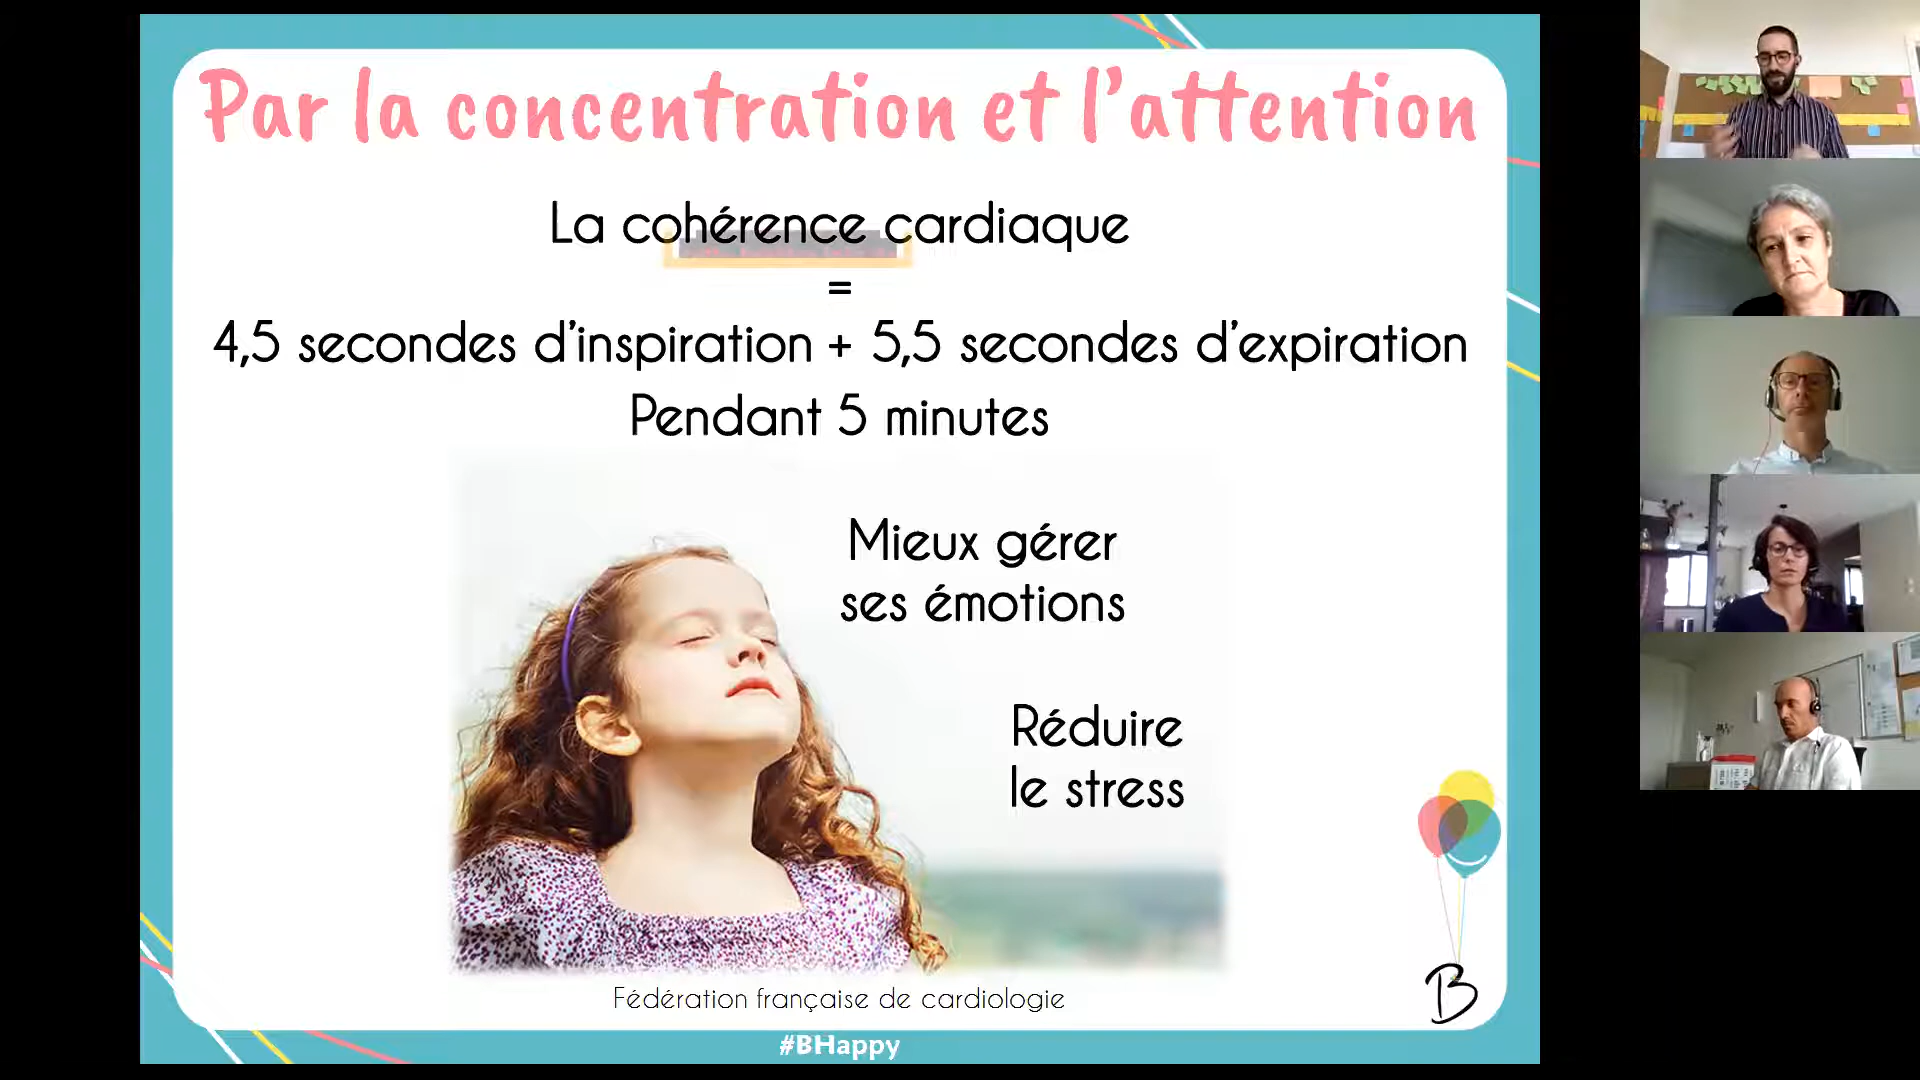 Par la concentration et l'attention
La cohérence cardiaque
=
4,5 secondes d'inspiration + 5,5 secondes d'expiration
Pendant 5 minutes
Mieux gérer
ses émotions
Réduire
le stress
Fédération française de cardiologie
B
#BHappy